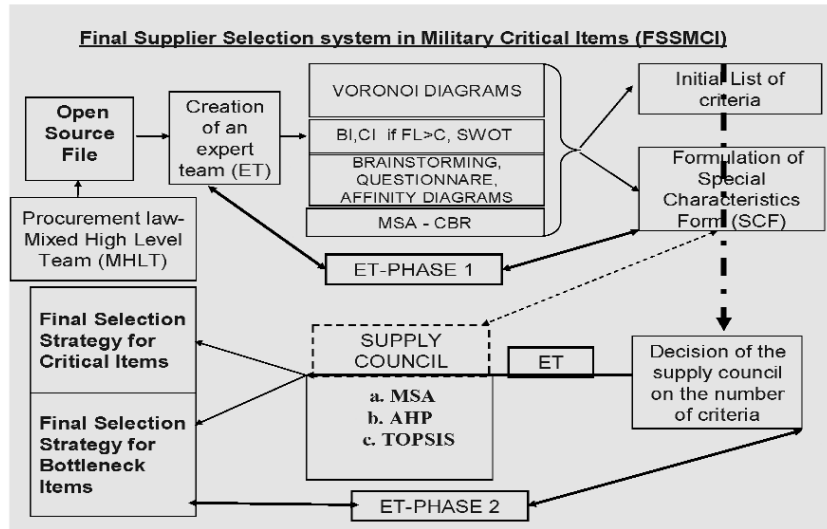 Final Supplier Selection system in Military Critical Items (FSSMCI)
Open
Source
File
Creation
of an
expert
team (ET)
VORONOI DIAGRAMS
BI,CI if FL>C, SWOT
BRAINSTORMING,
QUESTIONNARE,
AFFINITY DIAGRAMS
MSA - CBR
Initial List of
criteria
Formulation of
Special
Characteristics
Form (SCF)
Procurement law-
Mixed High Level
Team (MHLT)
ET-PHASE 1
Final Selection
Strategy for
Critical Items
SUPPLY
COUNCIL
ET
Decision of the
supply council
on the number
of criteria
a. MSA
b. AHP
c. TOPSIS
Final Selection
Strategy for
Bottleneck
Items
ET-PHASE 2